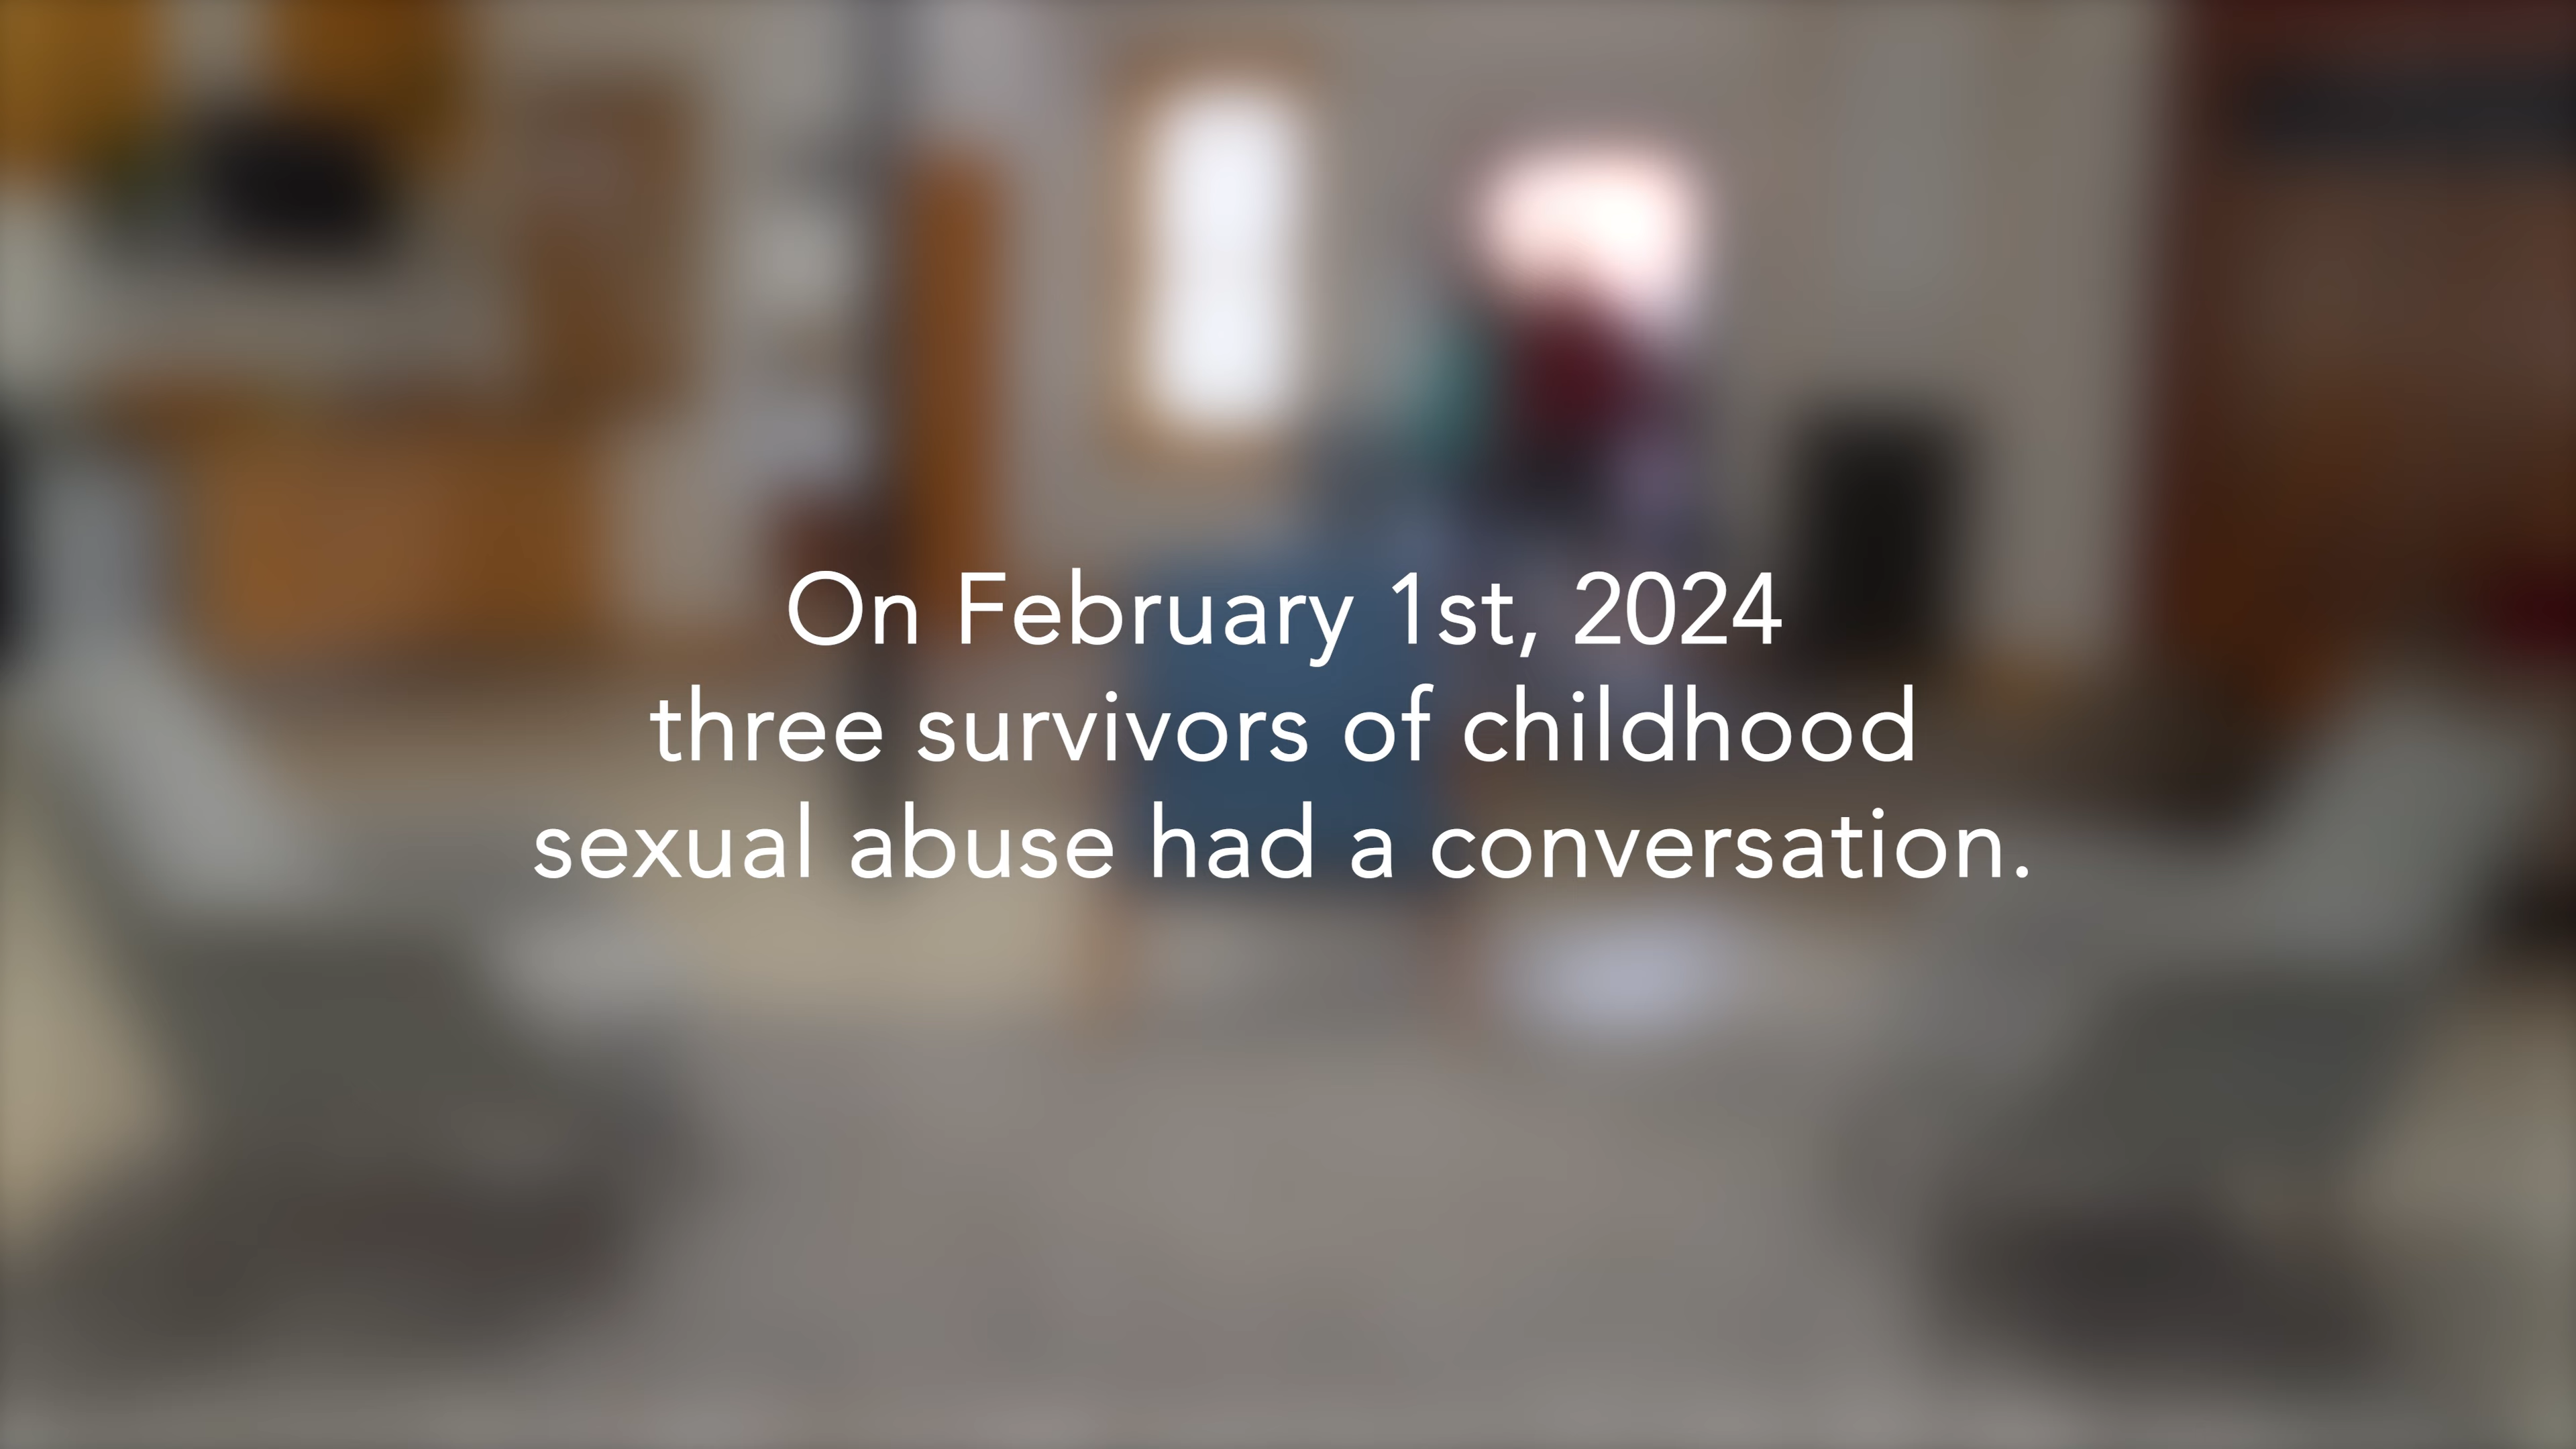 On February 1st, 2024
three survivors of childhood
sexual abuse had a conversation.